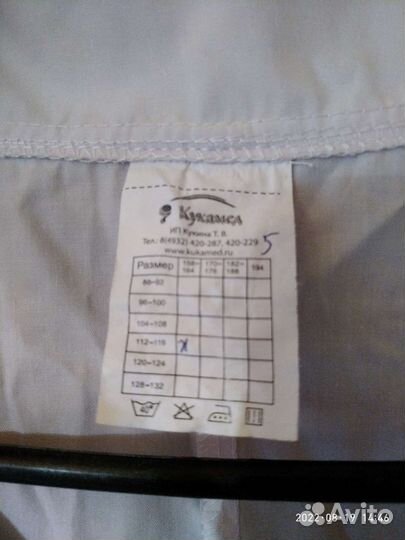 Кукамед
ИП Кукина Т. В.
Тел.: 8(4932) 420-287, 420-229
5
www.kukamed.ru
Размер 158-164 170-176 182-188 194
88-92
96-100
104-108
112-116 x
120-124
128-132
40°
2022-08-19 14:46
Avito